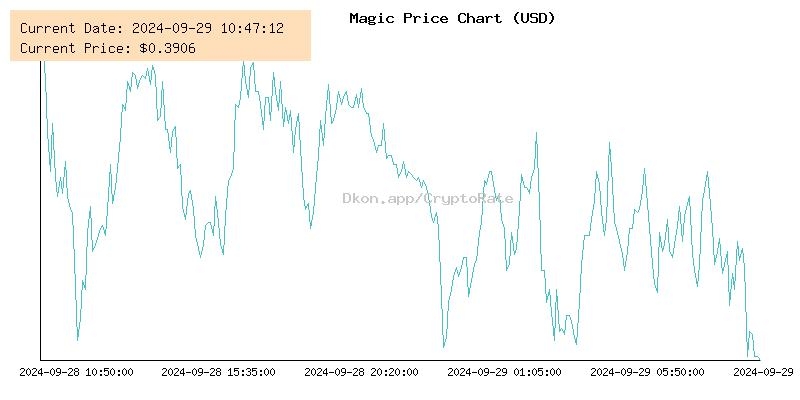 Magic Price Chart (USD)
Current Date: 2024-09-29 10:47:12
Current Price: $0.3906
Dkon.app/CryptoRate
2024-09-28 10:50:00 2024-09-28 15:35:00 2024-09-28 20:20:00 2024-09-29 01:05:00 2024-09-29 05:50:00 2024-09-29